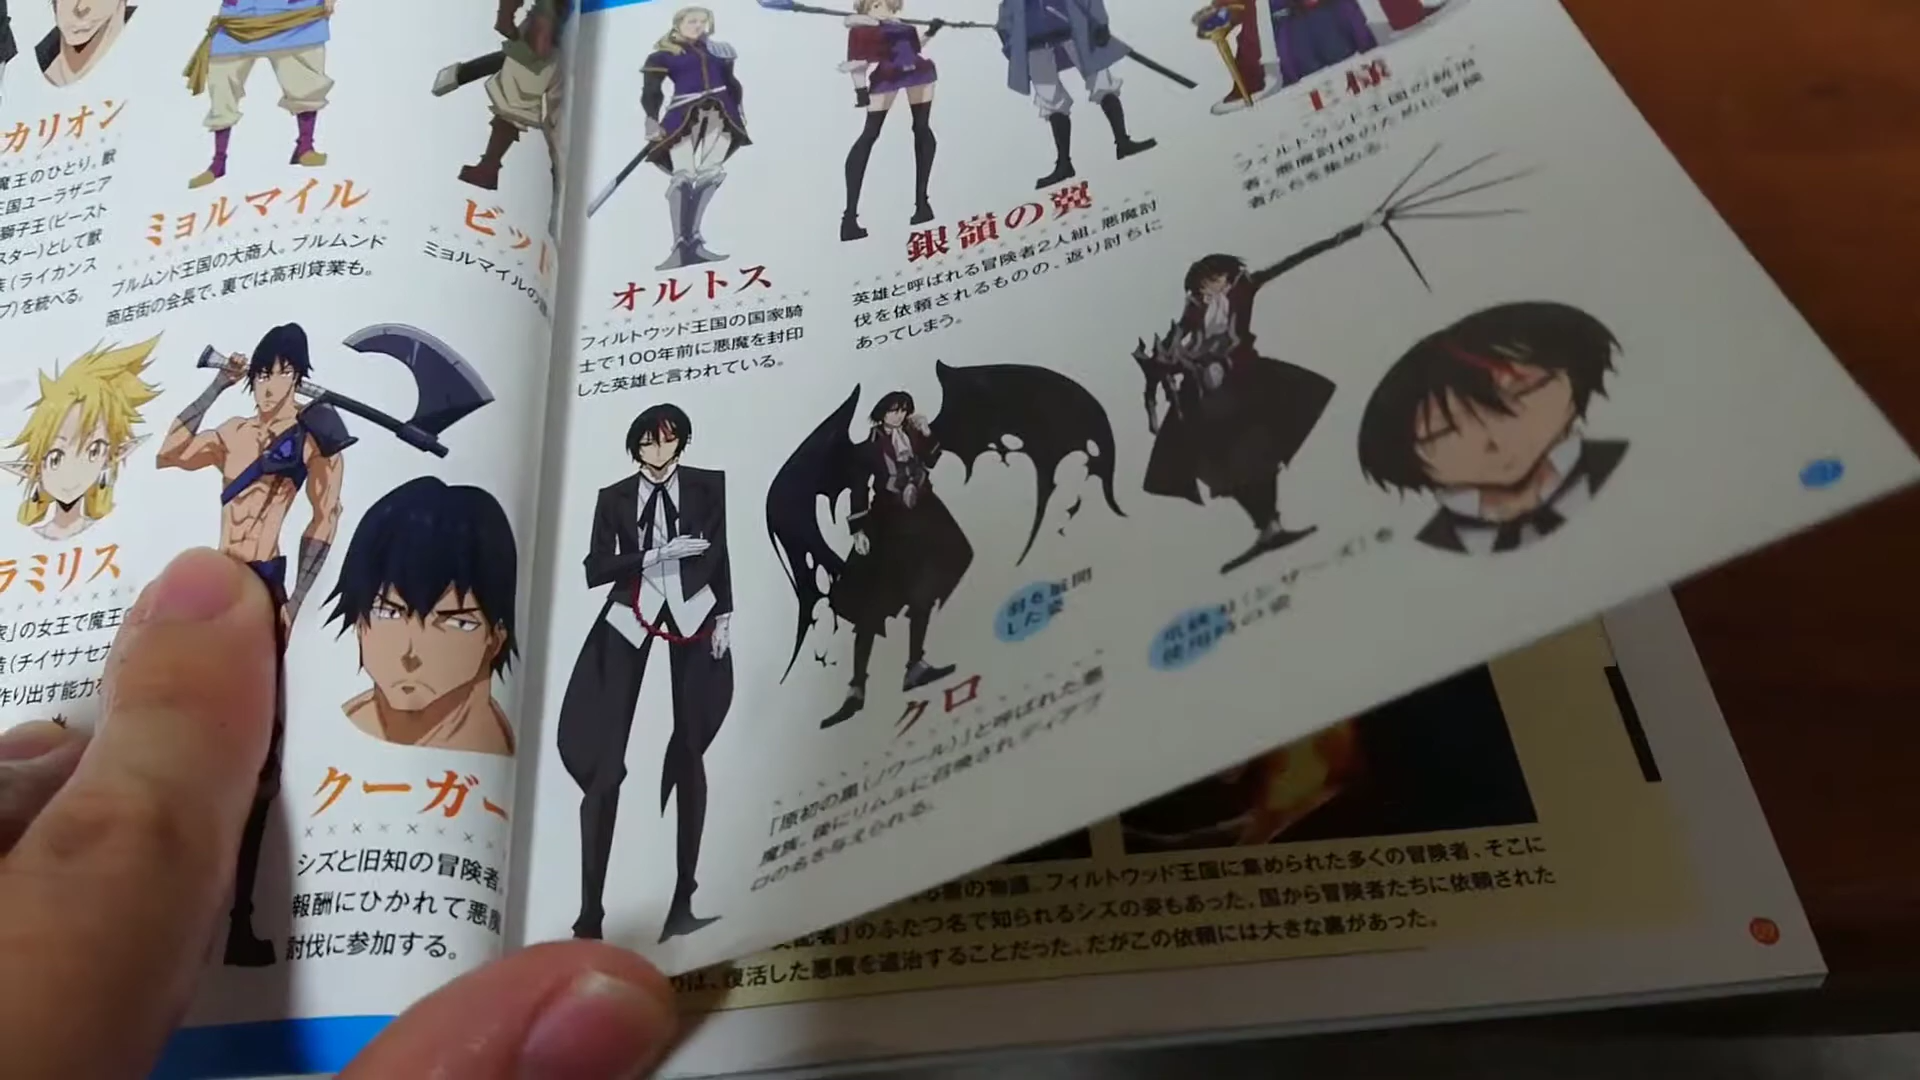 カリオン
魔王のひとり。獣
王国ユーラザニア
獅子王(ビースト
スター)として獣
族(ライカンス
プ)を統べる。
ミョルマイル
ブルムンド王国の大商人。ブルムンド
商店街の会長で、裏では高利貸業も。
ビッド
ミョルマイルの
ラミリス
家」の女王で魔王
造(チイサナセカ
作り出す能力を
クーガー
シズと旧知の冒険者。
報酬にひかれて悪魔
討伐に参加する。
オルトス
フィルトウッド王国の国家騎
士で100年前に悪魔を封印
した英雄と言われている。
銀嶺の翼
英雄と呼ばれる冒険者2人組。悪魔討
伐を依頼されるものの、返り討ちに
あってしまう。
王様
フィルトウッド王国の統治
者。悪魔討伐のために冒険
者たちを集める。
羽を展開
した姿
使用時の姿
クロ
「原初の黒(ノワール)」と呼ばれた悪
魔族。後にリムルに召喚されディアブ
ロの名を与えられる。
の物語。フィルトウッド王国に集められた多くの冒険者、そこに
支配者」のふたつ名で知られるシズの姿もあった。国から冒険者たちに依頼された
のは、復活した悪魔を退治することだった。だがこの依頼には大きな裏があった。